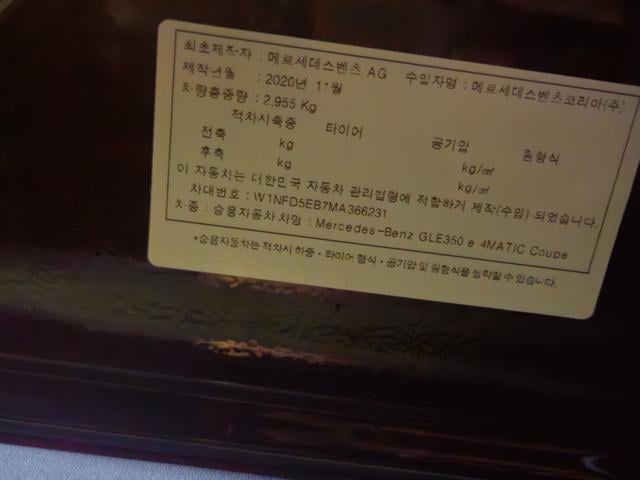 최초제작자 : 메르세데스벤츠 AG 수입자명 : 메르세데스벤츠코리아(주)
제작년월 : 2020년 11월
차량총중량 : 2,955 Kg
적차시축중 타이어 공기압 림형식
전축 kg kg/㎠
후축 kg kg/㎠
이 자동차는 대한민국 자동차 관리법령에 적합하게 제작(수입) 되었습니다.
차대번호 : W1NFD5EB7MA366231
차종 : 승용자동차 차명 : Mercedes-Benz GLE350 e 4MATIC Coupe
*승용자동차는 적차시 하중·타이어 형식·공기압 및 림형식을 생략할 수 있습니다.